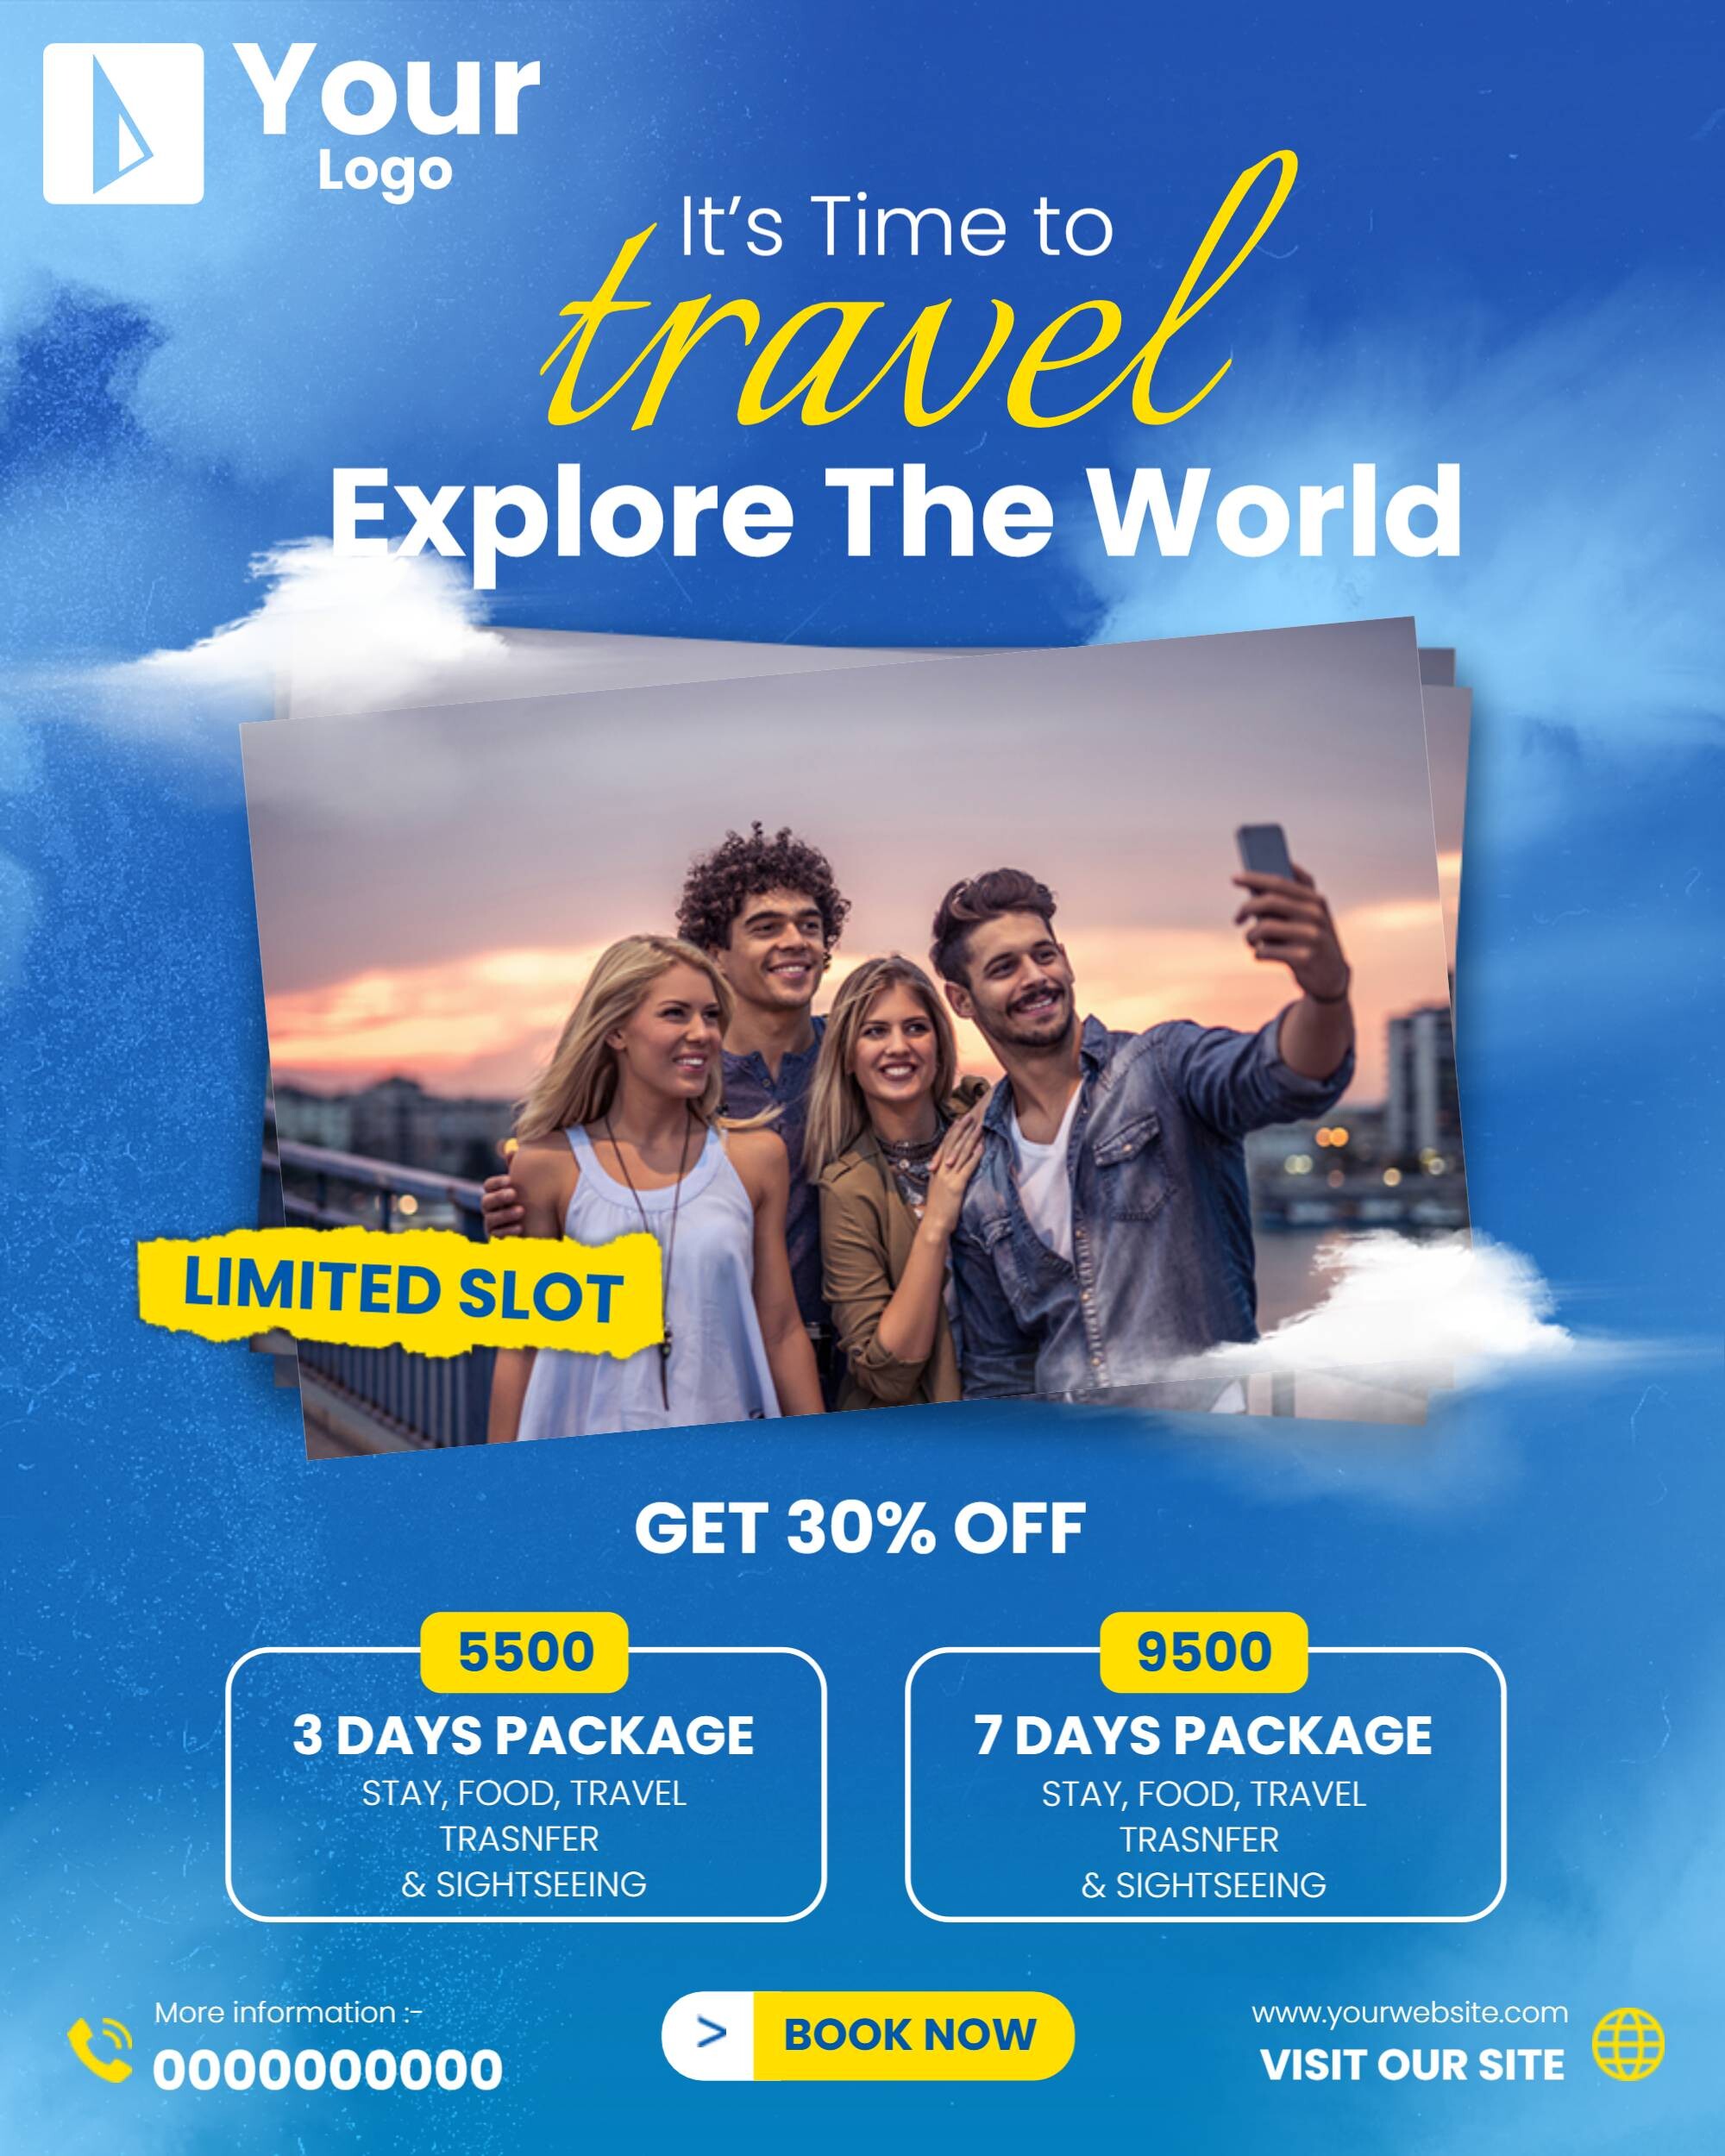 Your
Logo
It’s Time to
travel
Explore The World
LIMITED SLOT
GET 30% OFF
5500
3 DAYS PACKAGE
STAY, FOOD, TRAVEL
TRASNFER
& SIGHTSEEING
9500
7 DAYS PACKAGE
STAY, FOOD, TRAVEL
TRASNFER
& SIGHTSEEING
More information :-
0000000000
> BOOK NOW
www.yourwebsite.com
VISIT OUR SITE